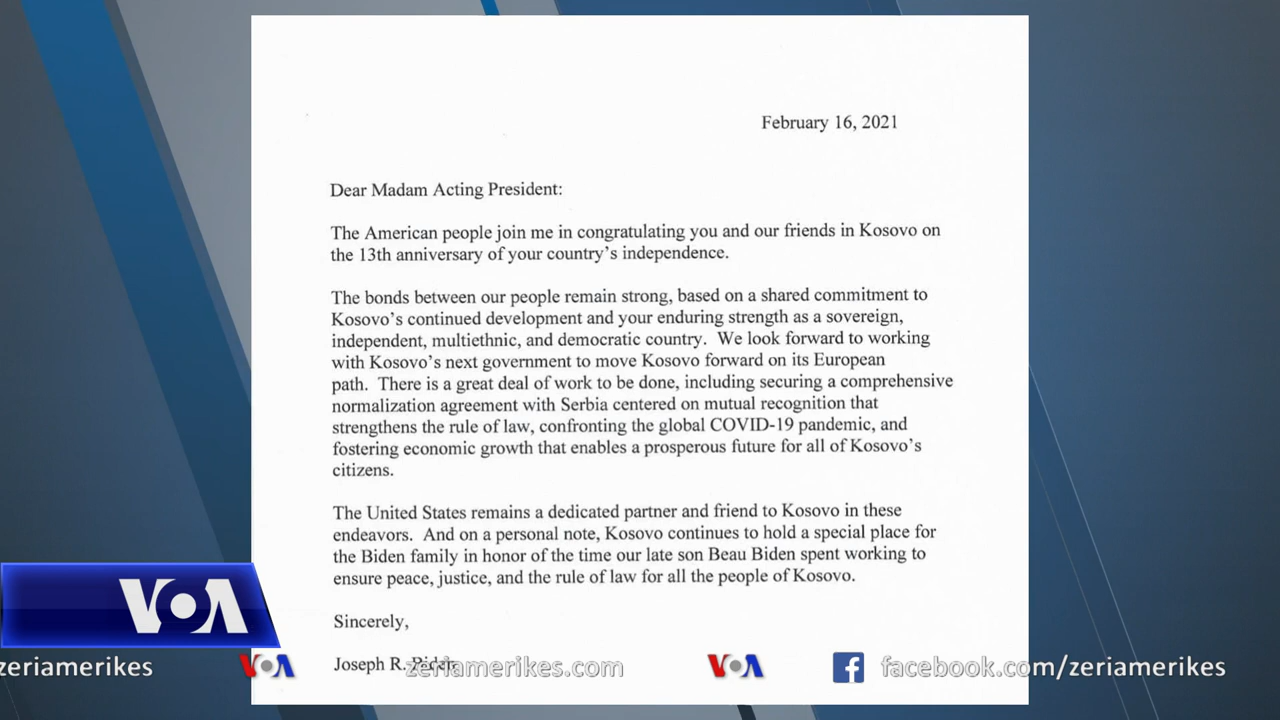 February 16, 2021
Dear Madam Acting President:
The American people join me in congratulating you and our friends in Kosovo on
the 13th anniversary of your country's independence.
The bonds between our people remain strong, based on a shared commitment to
Kosovo's continued development and your enduring strength as a sovereign,
independent, multiethnic, and democratic country. We look forward to working
with Kosovo's next government to move Kosovo forward on its European
path. There is a great deal of work to be done, including securing a comprehensive
normalization agreement with Serbia centered on mutual recognition that
strengthens the rule of law, confronting the global COVID-19 pandemic, and
fostering economic growth that enables a prosperous future for all of Kosovo's
citizens.
The United States remains a dedicated partner and friend to Kosovo in these
endeavors. And on a personal note, Kosovo continues to hold a special place for
the Biden family in honor of the time our late son Beau Biden spent working to
ensure peace, justice, and the rule of law for all the people of Kosovo.
Sincerely,
Joseph R. Biden
VOA
zeriamerikes VOA zeriamerikes.com VOA facebook.com/zeriamerikes